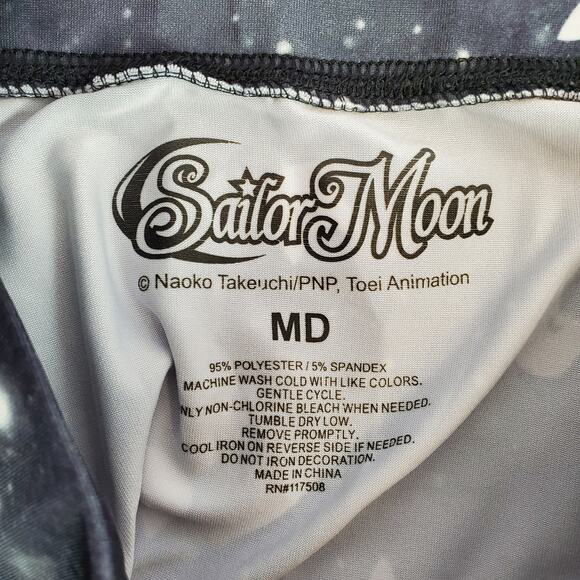 Sailor Moon
© Naoko Takeuchi/PNP, Toei Animation
MD
95% POLYESTER / 5% SPANDEX
MACHINE WASH COLD WITH LIKE COLORS.
GENTLE CYCLE.
NLY NON-CHLORINE BLEACH WHEN NEEDED.
TUMBLE DRY LOW.
REMOVE PROMPTLY.
COOL IRON ON REVERSE SIDE IF NEEDED.
DO NOT IRON DECORATION.
MADE IN CHINA
RN#117508